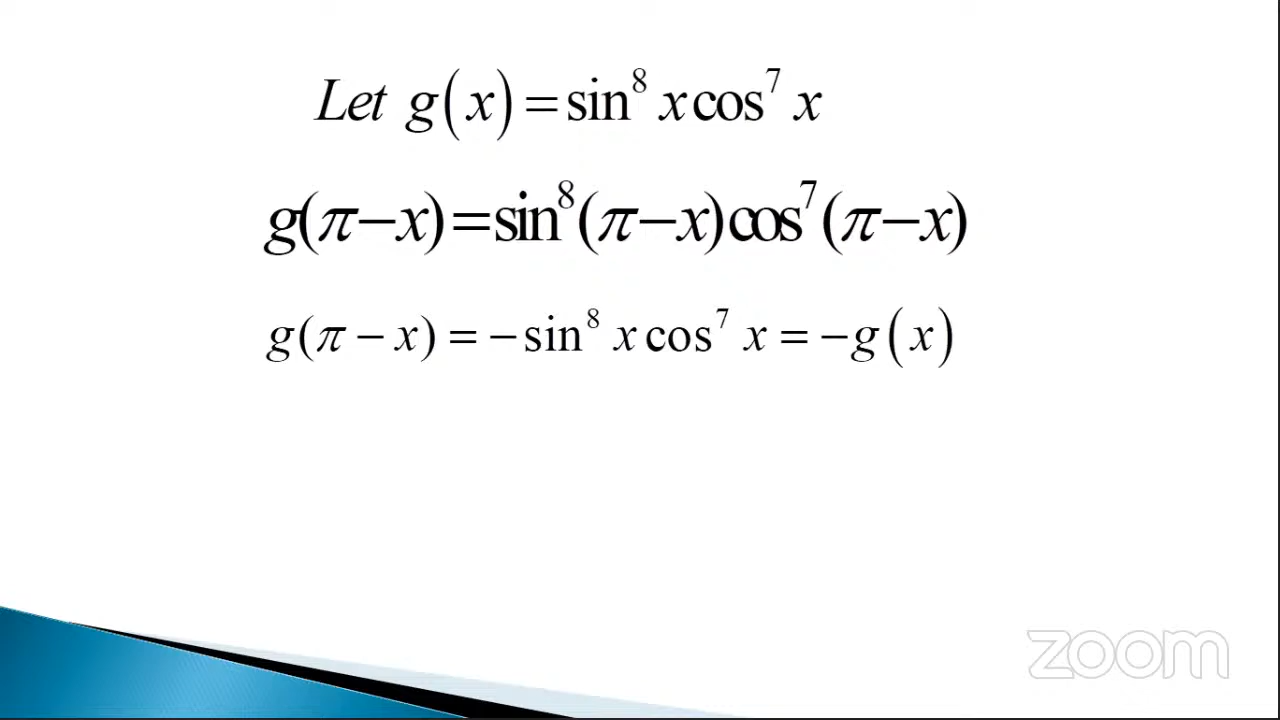 Let g(x) = sin⁸ x cos⁷ x
g(π−x)=sin⁸(π−x)cos⁷(π−x)
g(π − x) = − sin⁸ x cos⁷ x = −g(x)
zoom